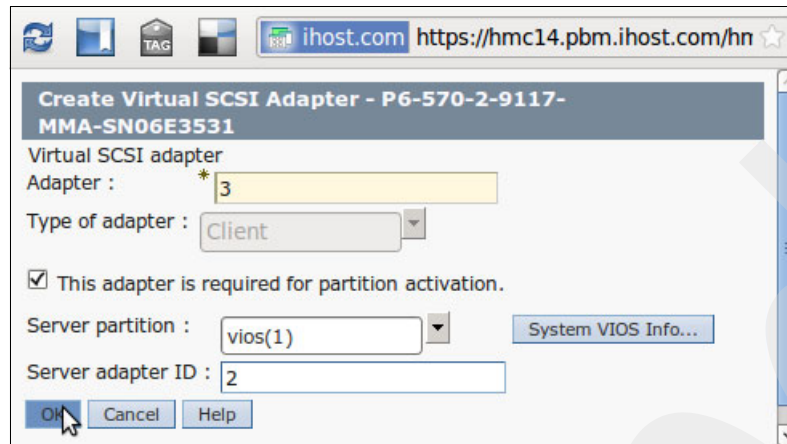 TAG
ihost.com https://hmc14.pbm.ihost.com/hm
Create Virtual SCSI Adapter - P6-570-2-9117-
MMA-SN06E3531
Virtual SCSI adapter
Adapter : * 3
Type of adapter : Client
This adapter is required for partition activation.
Server partition : vios(1) System VIOS Info...
Server adapter ID : 2
OK Cancel Help